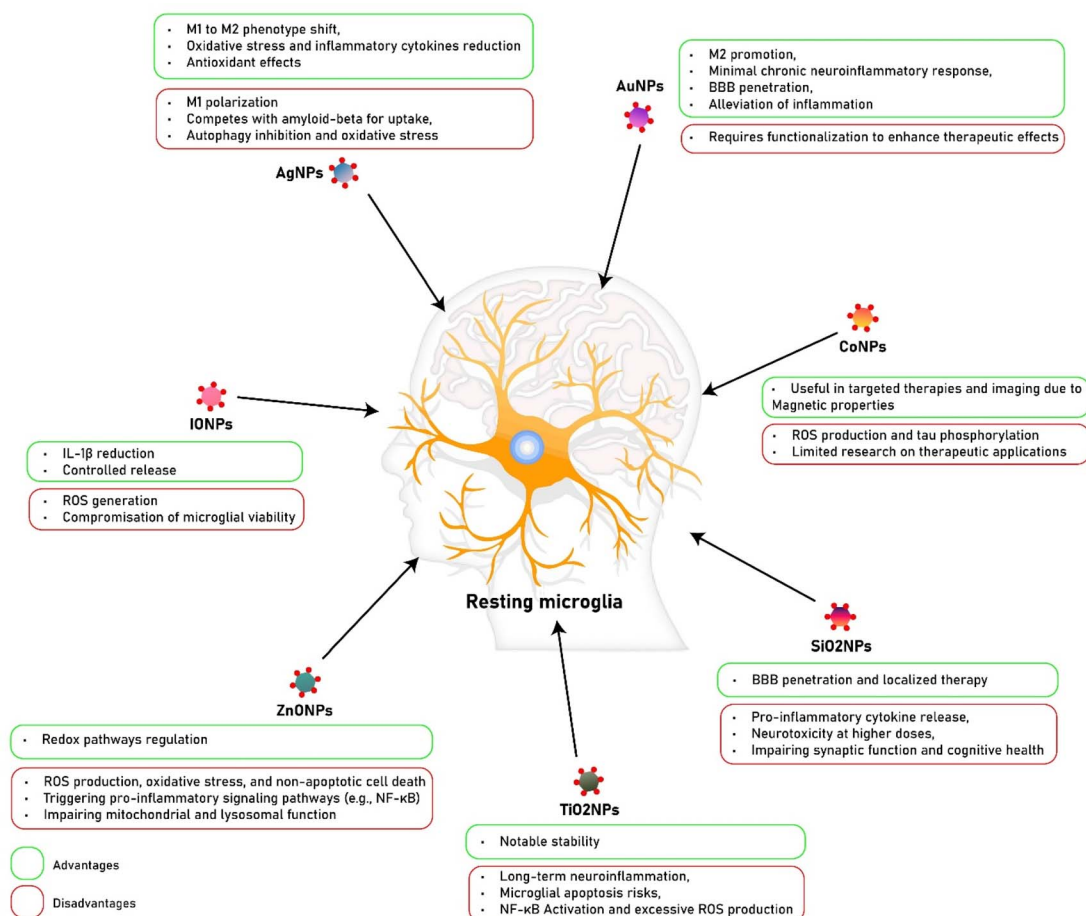 • M1 to M2 phenotype shift,
• Oxidative stress and inflammatory cytokines reduction
• Antioxidant effects
• M1 polarization
• Competes with amyloid-beta for uptake,
• Autophagy inhibition and oxidative stress
AgNPs
• M2 promotion,
• Minimal chronic neuroinflammatory response,
• BBB penetration,
• Alleviation of inflammation
AuNPs
• Requires functionalization to enhance therapeutic effects
CoNPs
• Useful in targeted therapies and imaging due to
Magnetic properties
• ROS production and tau phosphorylation
• Limited research on therapeutic applications
IONPs
• IL-1β reduction
• Controlled release
• ROS generation
• Compromisation of microglial viability
Resting microglia
SiO2NPs
• BBB penetration and localized therapy
• Pro-inflammatory cytokine release,
• Neurotoxicity at higher doses,
• Impairing synaptic function and cognitive health
ZnONPs
• Redox pathways regulation
• ROS production, oxidative stress, and non-apoptotic cell death
• Triggering pro-inflammatory signaling pathways (e.g., NF-κB)
• Impairing mitochondrial and lysosomal function
TiO2NPs
• Notable stability
• Long-term neuroinflammation,
• Microglial apoptosis risks,
• NF-κB Activation and excessive ROS production
Advantages
Disadvantages